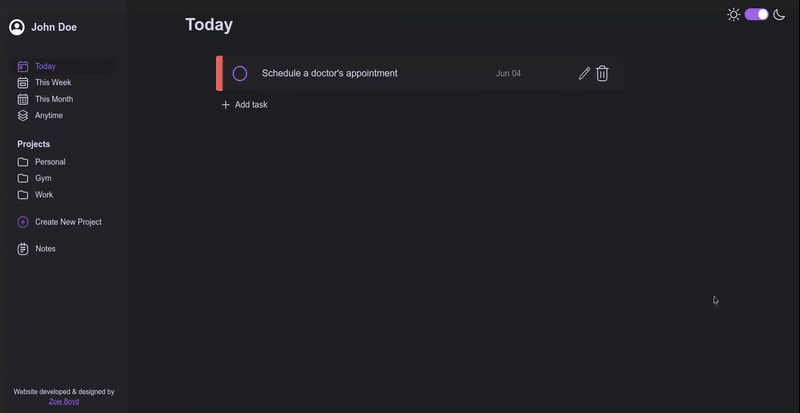 John Doe
Today
This Week
This Month
Anytime
Projects
Personal
Gym
Work
Create New Project
Notes
Website developed & designed by
Zoie Boyd
Today
Schedule a doctor's appointment Jun 04
Add task